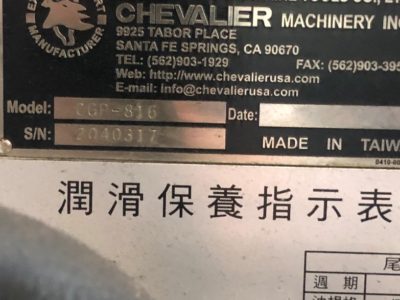 CHEVALIER MACHINERY INC
9925 TABOR PLACE
SANTA FE SPRINGS, CA 90670
TEL: (562)903-1929 FAX: (562)903-395
Web: http://www.chevalierusa.com
E-mail: info@chevalierusa.com
MANUFACTURER
Model: CGP-816 Date:
S/N: 2040317 MADE IN TAIW
潤滑保養指示表
尾
週期